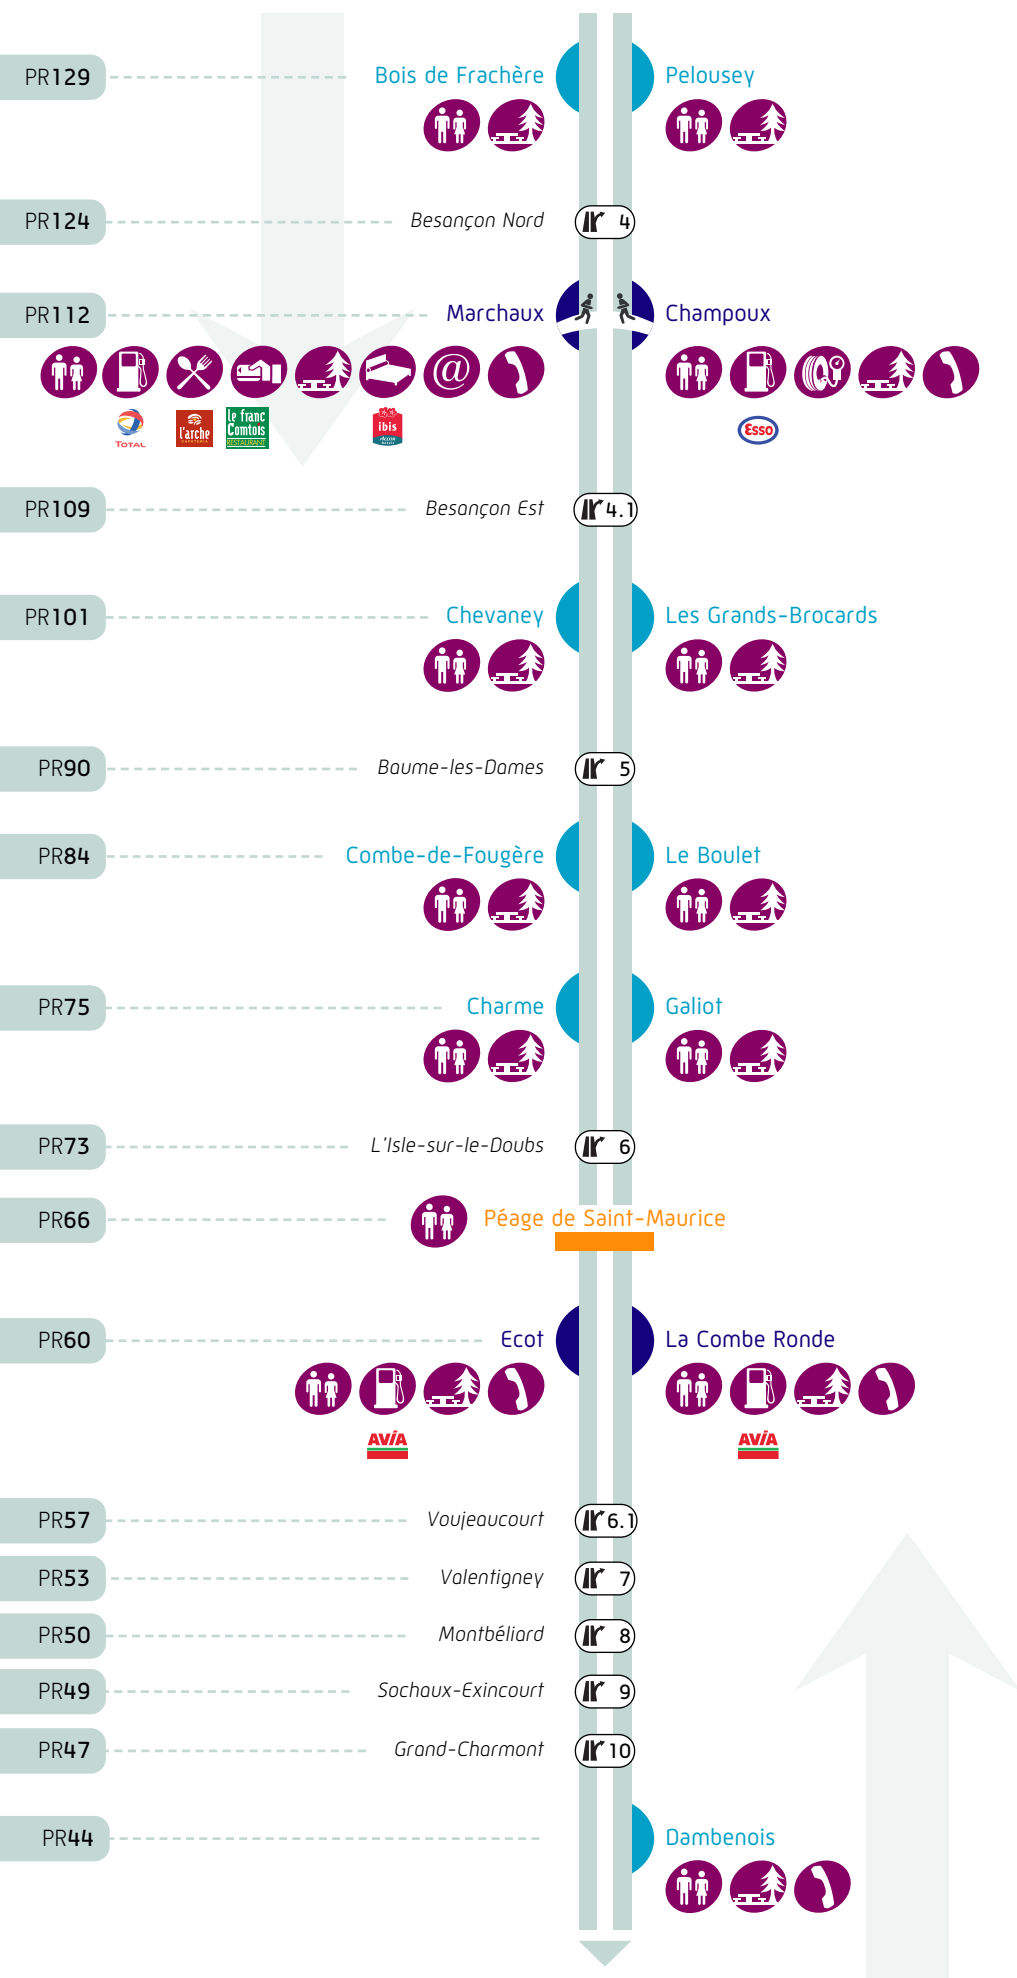 PR129 Bois de Frachère Pelousey
PR124 Besançon Nord 4
PR112 Marchaux Champoux
@
TOTAL l'arche CAFETERIA le franc Comtois RESTAURANT ibis Accor hotels Esso
PR109 Besançon Est 4.1
PR101 Chevaney Les Grands-Brocards
PR90 Baume-les-Dames 5
PR84 Combe-de-Fougère Le Boulet
PR75 Charme Galiot
PR73 L'Isle-sur-le-Doubs 6
PR66 Péage de Saint-Maurice
PR60 Ecot La Combe Ronde
AVIA AVIA
PR57 Voujeaucourt 6.1
PR53 Valentigney 7
PR50 Montbéliard 8
PR49 Sochaux-Exincourt 9
PR47 Grand-Charmont 10
PR44 Dambenois